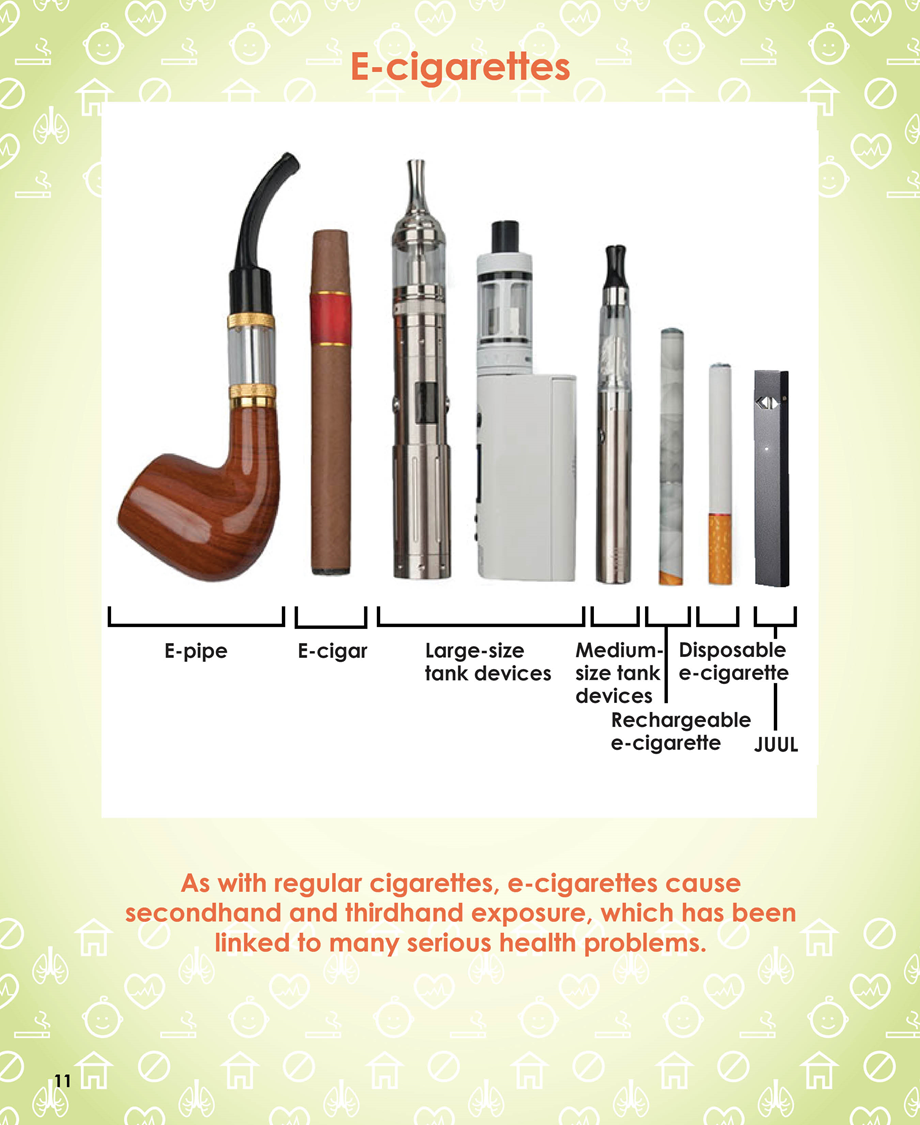 E-cigarettes
E-pipe
E-cigar
Large-size
tank devices
Medium-
size tank
devices
Rechargeable
e-cigarette
Disposable
e-cigarette
JUUL
As with regular cigarettes, e-cigarettes cause
secondhand and thirdhand exposure, which has been
linked to many serious health problems.
11